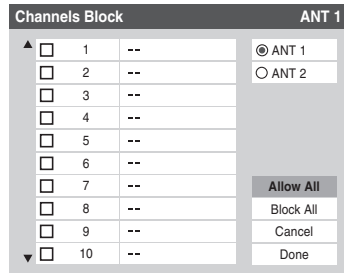 Channels Block ANT 1
1 -- ANT 1
2 -- ANT 2
3 --
4 --
5 --
6 --
7 -- Allow All
8 -- Block All
9 -- Cancel
10 -- Done